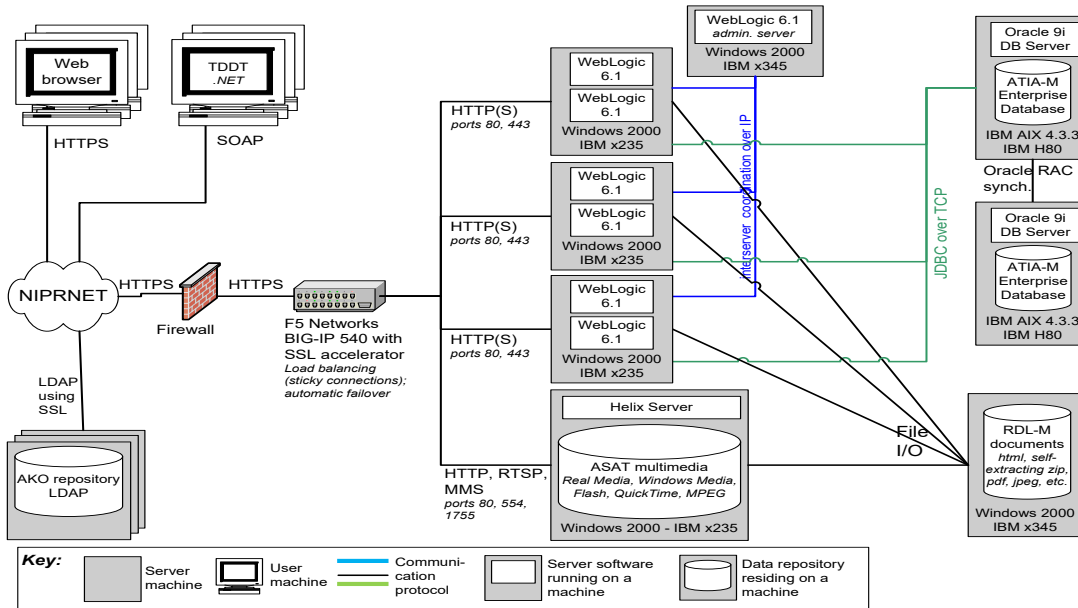 Web
browser
TDDT
.NET
HTTPS
SOAP
NIPRNET
HTTPS
Firewall
HTTPS
F5 Networks
BIG-IP 540 with
SSL accelerator
Load balancing
(sticky connections);
automatic failover
LDAP
using
SSL
AKO repository
LDAP
HTTP(S)
ports 80, 443
WebLogic
6.1
WebLogic
6.1
Windows 2000
IBM x235
WebLogic 6.1
admin. server
Windows 2000
IBM x345
HTTP(S)
ports 80, 443
WebLogic
6.1
WebLogic
6.1
Windows 2000
IBM x235
HTTP(S)
ports 80, 443
WebLogic
6.1
WebLogic
6.1
Windows 2000
IBM x235
Interserver coordination over IP
JDBC over TCP
Oracle 9i
DB Server
ATIA-M
Enterprise
Database
IBM AIX 4.3.3
IBM H80
Oracle RAC
synch.
Oracle 9i
DB Server
ATIA-M
Enterprise
Database
IBM AIX 4.3.3
IBM H80
HTTP, RTSP,
MMS
ports 80, 554,
1755
Helix Server
ASAT multimedia
Real Media, Windows Media,
Flash, QuickTime, MPEG
Windows 2000 - IBM x235
File
I/O
RDL-M
documents
html, self-
extracting zip,
pdf, jpeg, etc.
Windows 2000
IBM x345
Key:
Server
machine
User
machine
Communi-
cation
protocol
Server software
running on a
machine
Data repository
residing on a
machine